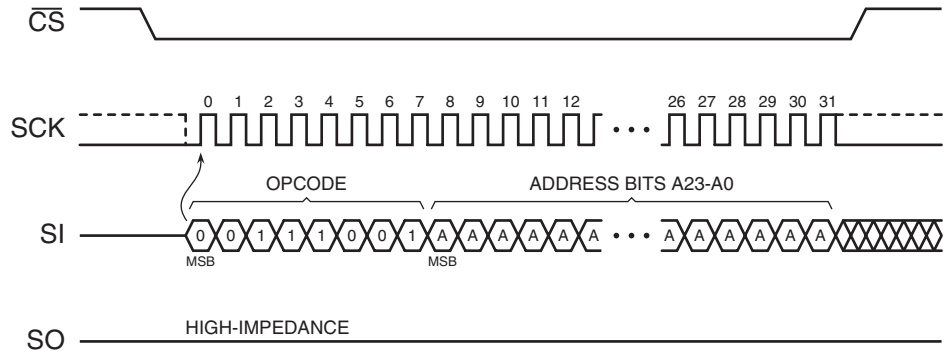 CS
0 1 2 3 4 5 6 7 8 9 10 11 12 26 27 28 29 30 31
SCK
OPCODE ADDRESS BITS A23-A0
SI 0 0 1 1 1 0 0 1 A A A A A A A A A A A A
MSB MSB
HIGH-IMPEDANCE
SO